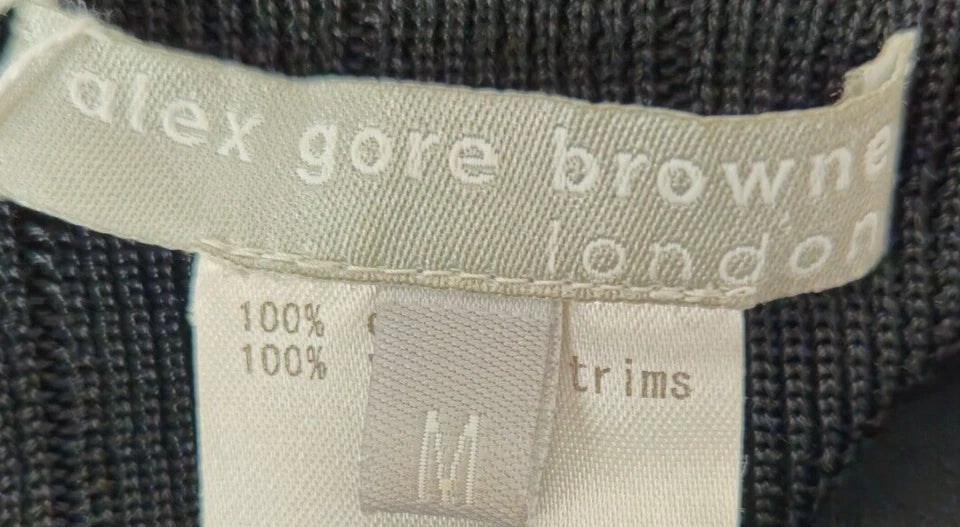 alex gore browne
london
100%
100% trims
M